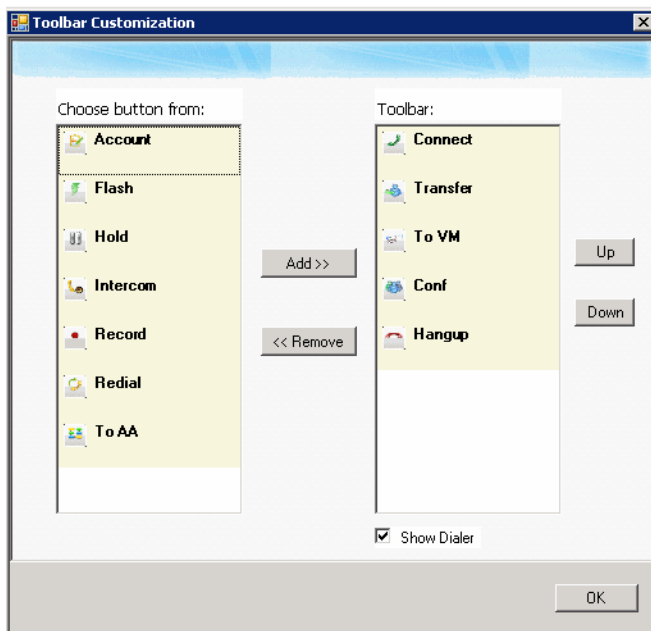 Toolbar Customization
Choose button from:
Account
Flash
Hold
Intercom
Record
Redial
To AA
Add >>
<< Remove
Toolbar:
Connect
Transfer
To VM
Conf
Hangup
Up
Down
Show Dialer
OK